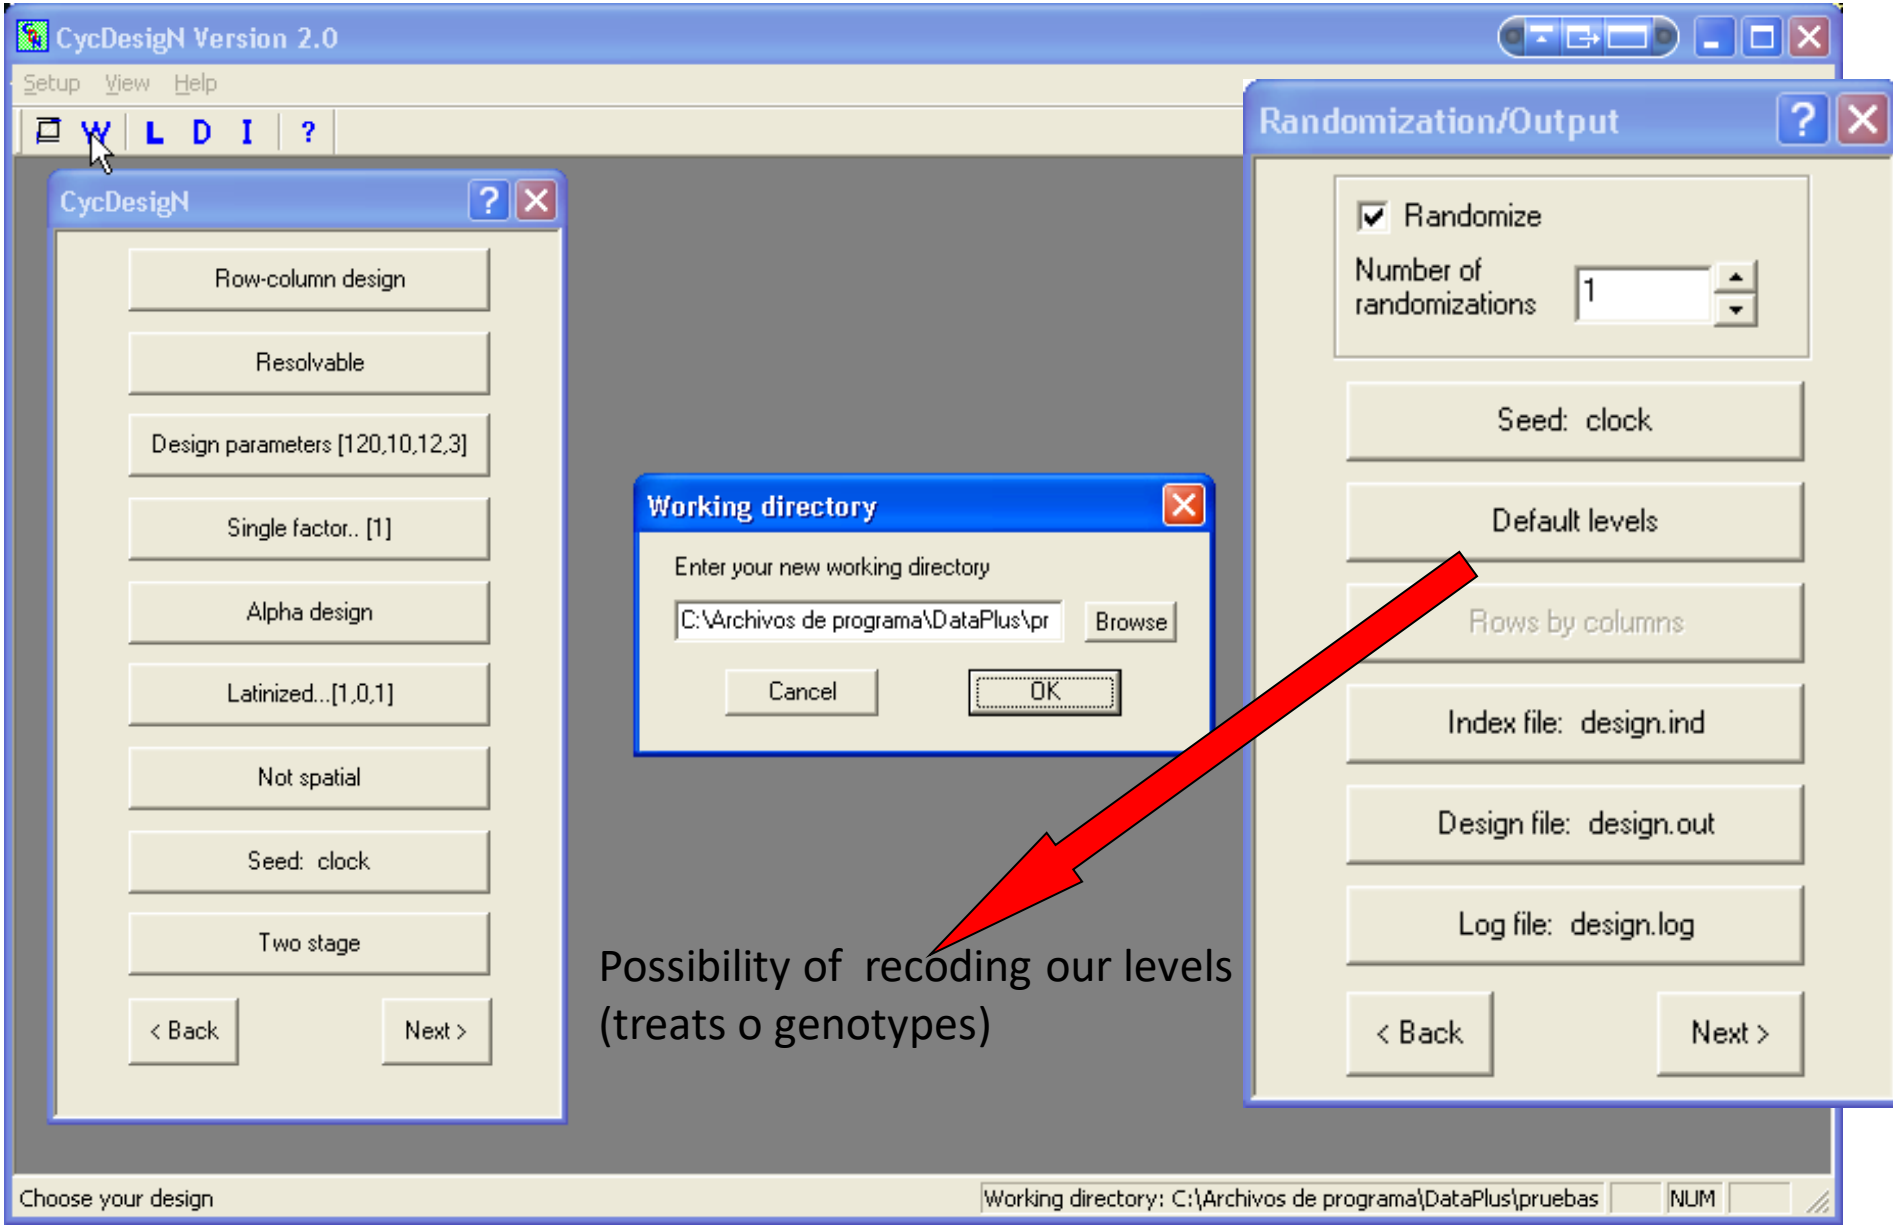 CycDesigN Version 2.0
Setup View Help
W L D I ?
CycDesigN
Row-column design
Resolvable
Design parameters [120,10,12,3]
Single factor.. [1]
Alpha design
Latinized...[1,0,1]
Not spatial
Seed: clock
Two stage
< Back Next >
Working directory
Enter your new working directory
C:\Archivos de programa\DataPlus\pr Browse
Cancel OK
Randomization/Output
Randomize
Number of
randomizations
1
Seed: clock
Default levels
Rows by columns
Index file: design.ind
Design file: design.out
Log file: design.log
< Back Next >
Possibility of recoding our levels
(treats o genotypes)
Choose your design
Working directory: C:\Archivos de programa\DataPlus\pruebas NUM